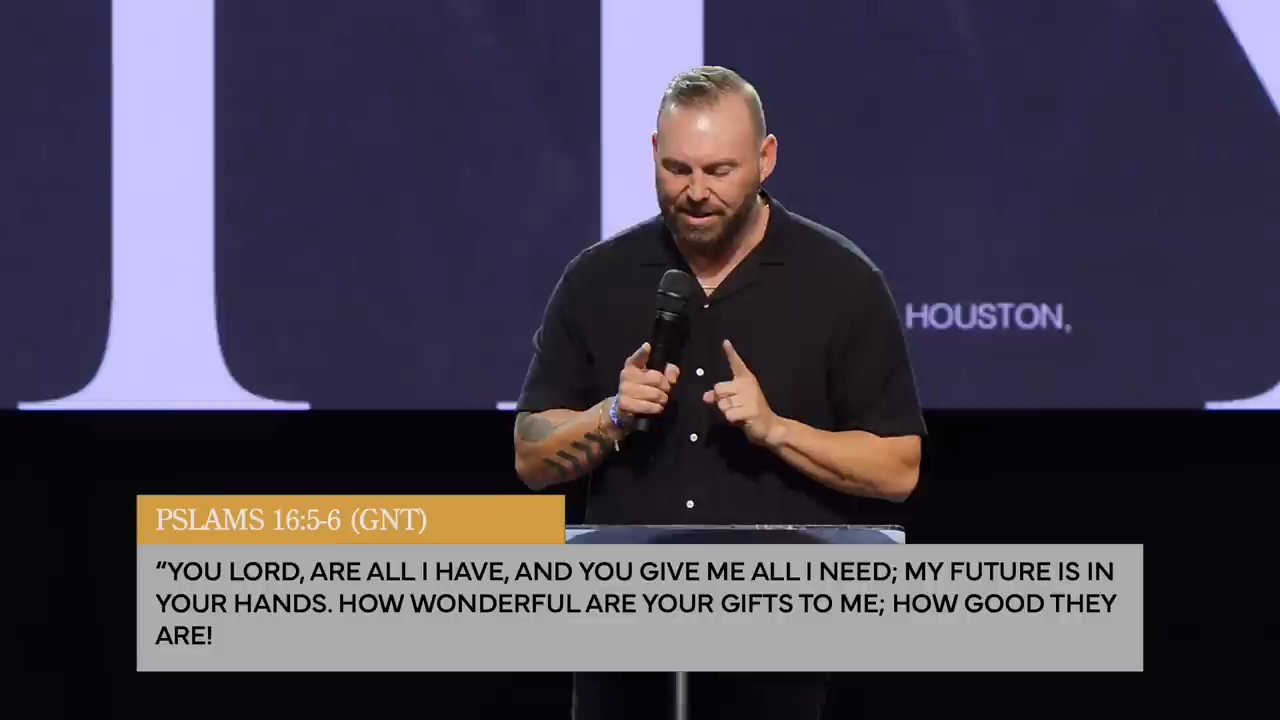 HOUSTON,
PSLAMS 16:5-6 (GNT)
“YOU LORD, ARE ALL I HAVE, AND YOU GIVE ME ALL I NEED; MY FUTURE IS IN
YOUR HANDS. HOW WONDERFUL ARE YOUR GIFTS TO ME; HOW GOOD THEY
ARE!